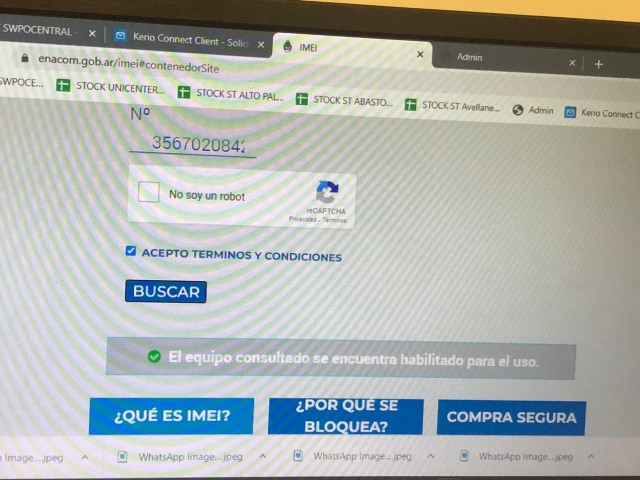 SWPOCENTRAL
Kerio Connect Client - Solic
IMEI
Admin
enacom.gob.ar/imei#contenedorSite
SWPOCE...
STOCK UNICENTER...
STOCK ST ALTO PAL...
STOCK ST ABASTO...
STOCK ST Avellane...
Admin
Kerio Connect C
Nº
3567020842
No soy un robot
reCAPTCHA
Privacidad - Términos
ACEPTO TERMINOS Y CONDICIONES
BUSCAR
El equipo consultado se encuentra habilitado para el uso.
¿QUÉ ES IMEI?
¿POR QUÉ SE
BLOQUEA?
COMPRA SEGURA
Image....jpeg
WhatsApp Image....jpeg
WhatsApp Image....jpeg
WhatsApp Image....jpeg